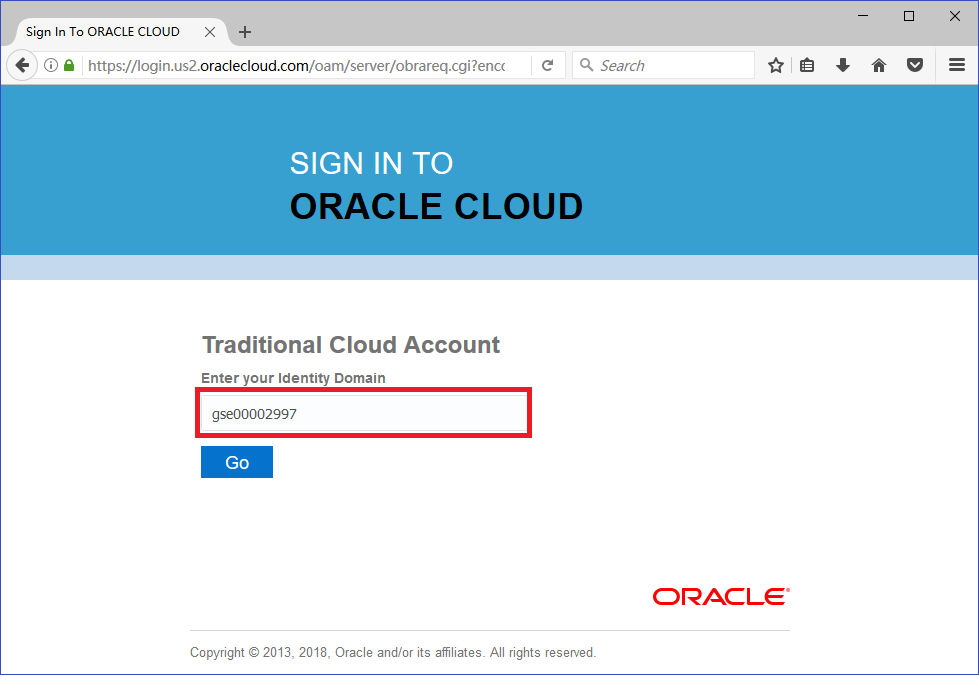 Sign In To ORACLE CLOUD
https://login.us2.oraclecloud.com/oam/server/obrareq.cgi?enc
Search
SIGN IN TO
ORACLE CLOUD
Traditional Cloud Account
Enter your Identity Domain
gse00002997
Go
ORACLE®
Copyright © 2013, 2018, Oracle and/or its affiliates. All rights reserved.